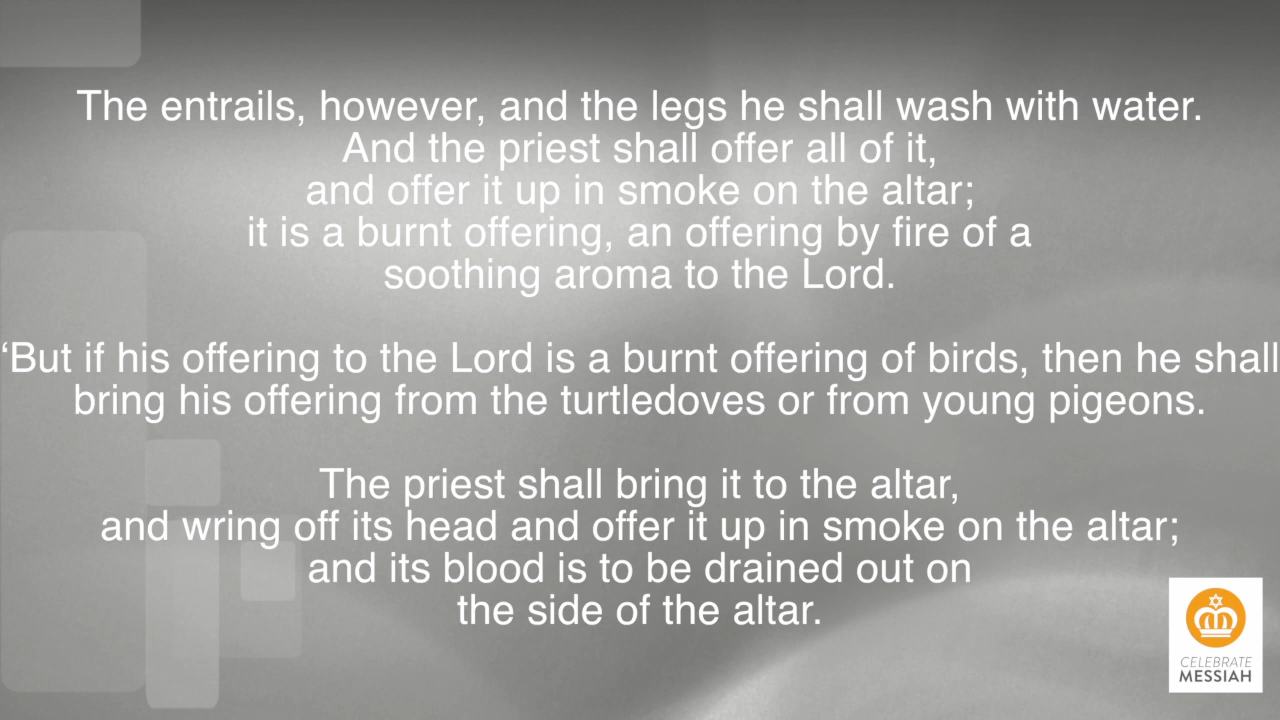 The entrails, however, and the legs he shall wash with water.
And the priest shall offer all of it,
and offer it up in smoke on the altar;
it is a burnt offering, an offering by fire of a
soothing aroma to the Lord.
‘But if his offering to the Lord is a burnt offering of birds, then he shall
bring his offering from the turtledoves or from young pigeons.
The priest shall bring it to the altar,
and wring off its head and offer it up in smoke on the altar;
and its blood is to be drained out on
the side of the altar.
CELEBRATE
MESSIAH